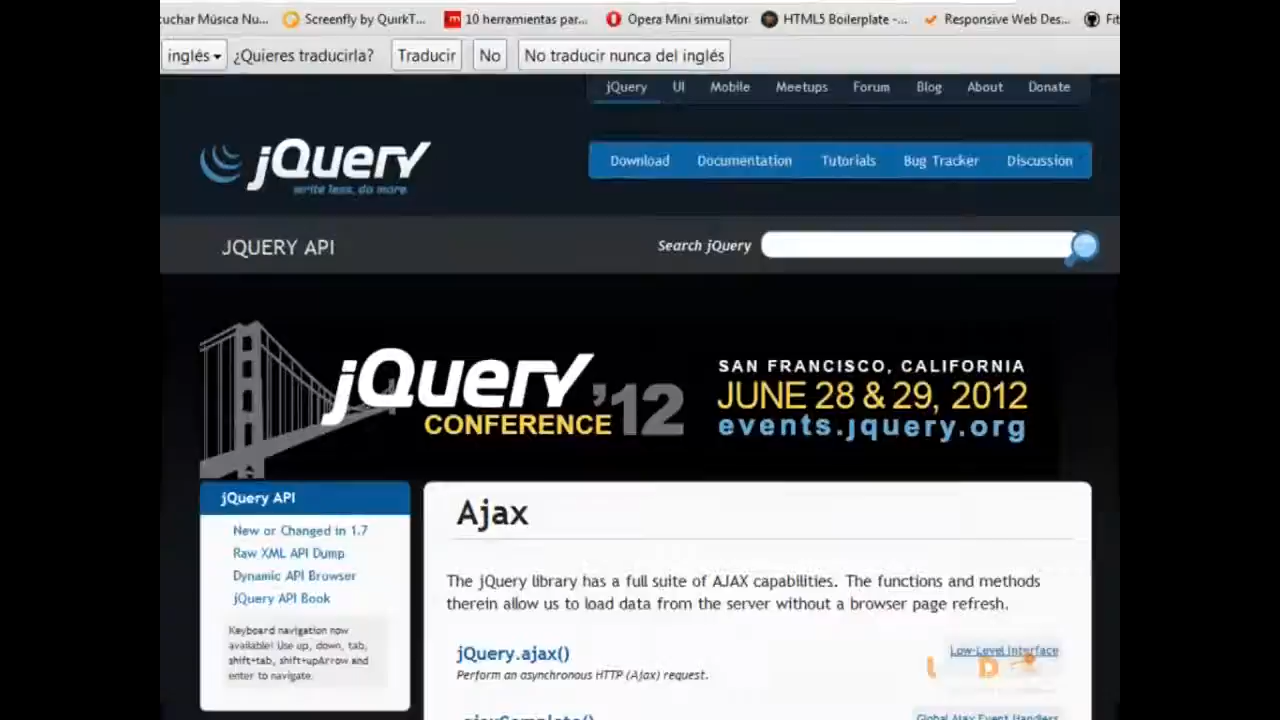 cuchar Música Nu... Screenfly by QuirkT... 10 herramientas par... Opera Mini simulator HTML5 Boilerplate -... Responsive Web Des... Fit
inglés ¿Quieres traducirla? Traducir No No traducir nunca del inglés
jQuery UI Mobile Meetups Forum Blog About Donate
jQuery
write less, do more
Download Documentation Tutorials Bug Tracker Discussion
JQUERY API Search jQuery
jQuery
CONFERENCE '12
SAN FRANCISCO, CALIFORNIA
JUNE 28 & 29, 2012
events.jquery.org
jQuery API
New or Changed in 1.7
Raw XML API Dump
Dynamic API Browser
jQuery API Book
Keyboard navigation now
available! Use up, down, tab,
shift+tab, shift+upArrow and
enter to navigate.
Ajax
The jQuery library has a full suite of AJAX capabilities. The functions and methods
therein allow us to load data from the server without a browser page refresh.
jQuery.ajax() Low-Level Interface
Perform an asynchronous HTTP (Ajax) request.
.ajaxComplete() Global Ajax Event Handlers